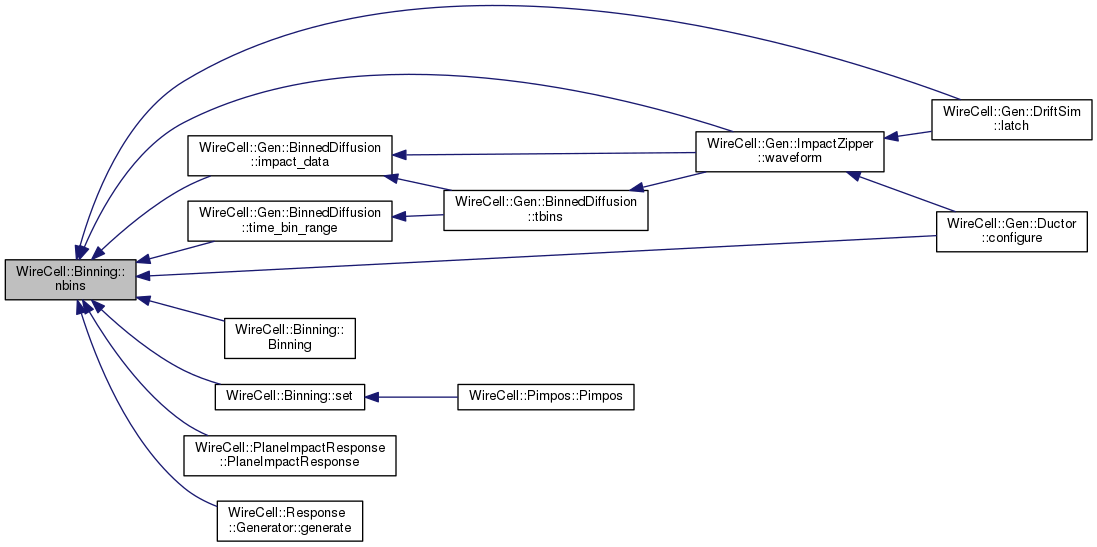 WireCell::Gen::DriftSim
::latch
WireCell::Gen::BinnedDiffusion
::impact_data
WireCell::Gen::ImpactZipper
::waveform
WireCell::Gen::BinnedDiffusion
::tbins
WireCell::Gen::BinnedDiffusion
::time_bin_range
WireCell::Gen::Ductor
::configure
WireCell::Binning::
nbins
WireCell::Binning::
Binning
WireCell::Binning::set
WireCell::Pimpos::Pimpos
WireCell::PlaneImpactResponse
::PlaneImpactResponse
WireCell::Response
::Generator::generate